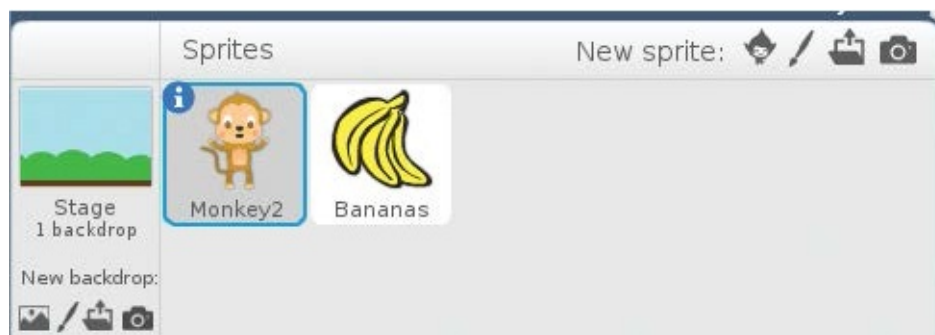 Sprites
New sprite:
Monkey2
Bananas
Stage
1 backdrop
New backdrop: